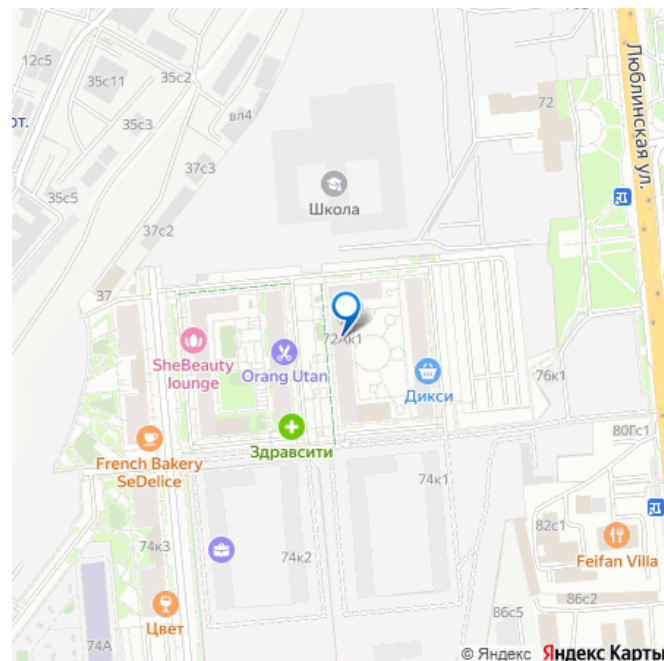 72
12с5
35с2
35с11
72
Люблинская ул.
вл4
от.
35с3
37с3
35с5
Школа
37с2
37
72Ак1
SheBeauty
lounge
Orang Utan
76к1
Дикси
80Гс1
French Bakery
SeDelice
Здравсити
74к1
82с1
74к3
74к2
Feifan Villa
86с2
86с5
Цвет
74А
© Яндекс Яндекс Карты